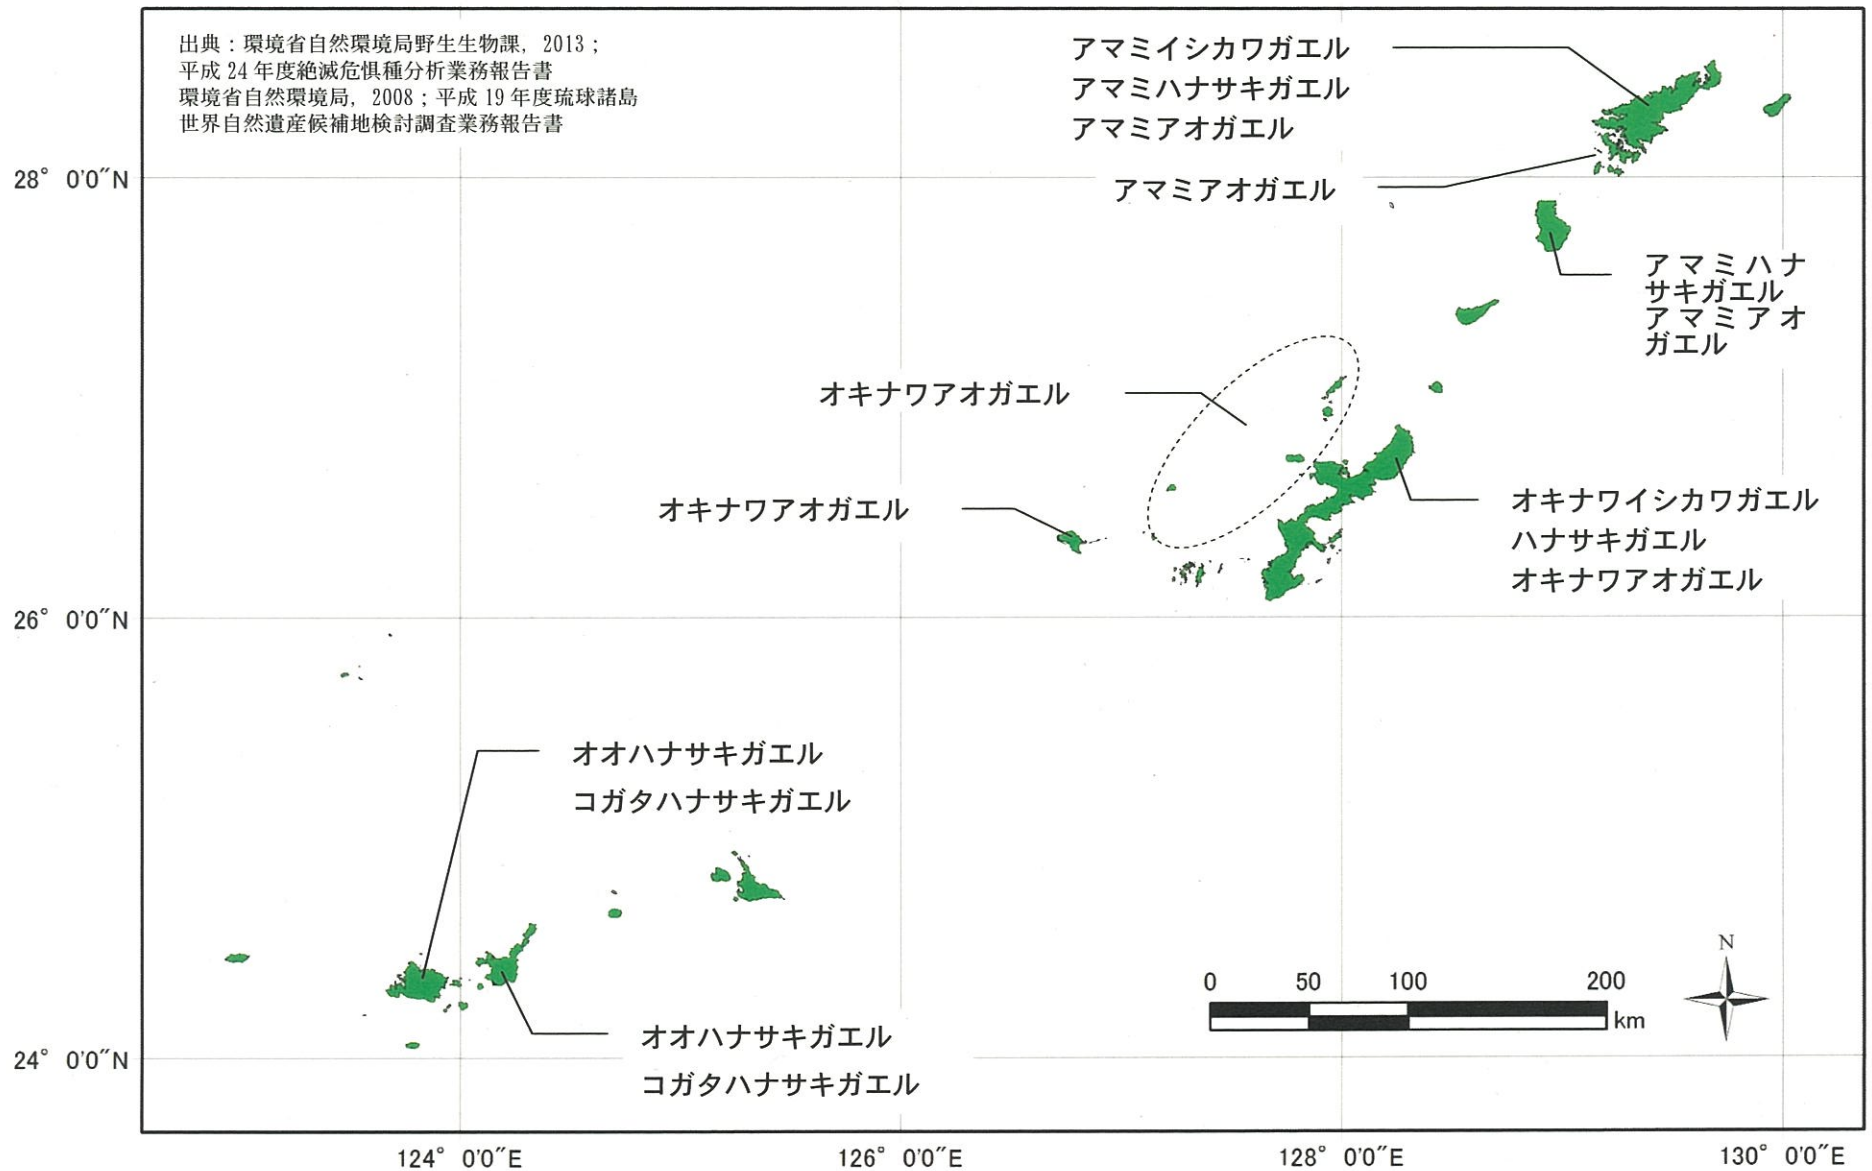 出典：環境省自然環境局野生生物課, 2013；
平成 24 年度絶滅危惧種分析業務報告書
環境省自然環境局, 2008；平成 19 年度琉球諸島
世界自然遺産候補地検討調査業務報告書
アマミイシカワガエル
アマミハナサキガエル
アマミアオガエル
28° 0′0″N
アマミアオガエル
アマミハナ
サキガエル
アマミアオ
ガエル
オキナワアオガエル
オキナワアオガエル
オキナワイシカワガエル
ハナサキガエル
オキナワアオガエル
26° 0′0″N
オオハナサキガエル
コガタハナサキガエル
オオハナサキガエル
コガタハナサキガエル
N
0 50 100 200
km
24° 0′0″N
124° 0′0″E 126° 0′0″E 128° 0′0″E 130° 0′0″E